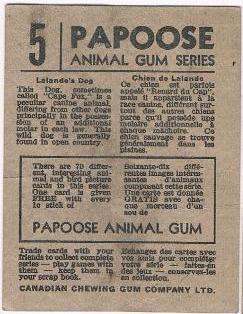 5 PAPOOSE
ANIMAL GUM SERIES
Lalande's Dog
This Dog, sometimes
called "Cape Fox," is a
peculiar canine animal,
differing from other dogs
principally in the posses-
sion of an additional
molar in each jaw. This
wild dog is generally
found in open country.
Chien de Lalande
Ce chien est parfois
appelé "Renard du Cap",
mais il appartient à la
race canine, différent sur-
tout des autres chiens
parce qu'il possède une
molaire additionnelle à
chaque mâchoire. Ce
chien sauvage se trouve
généralement dans les
plaines.
There are 70 differ-
ent, interesting ani-
mal and bird picture
cards in this series.
One card is given
FREE with every
1c stick of
Soixante-dix diffé-
rentes images intéres-
santes d'animaux
composent cette série.
Une carte est donnée
GRATIS avec cha-
que morceau d'un
sou de
PAPOOSE ANIMAL GUM
Trade cards with your
friends to collect complete
series - play games with
them - keep them in
your scrap book.
Echangez des cartes avec
vos amis pour compléter
votre série - faites-en
des jeux - conservez-les
en collection.
CANADIAN CHEWING GUM COMPANY LTD.